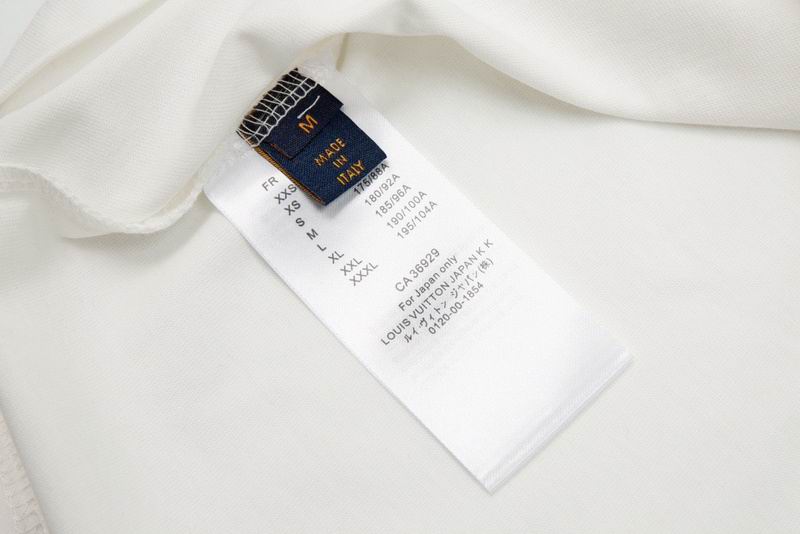 M
MADE
IN
ITALY
FR
XXS 175/88A
XS 180/92A
S 185/96A
M 190/100A
L 195/104A
XL
XXL
XXXL
CA36929
For Japan only
LOUIS VUITTON JAPAN K K
ルイ・ヴィトン ジャパン(株)
0120-00-1854